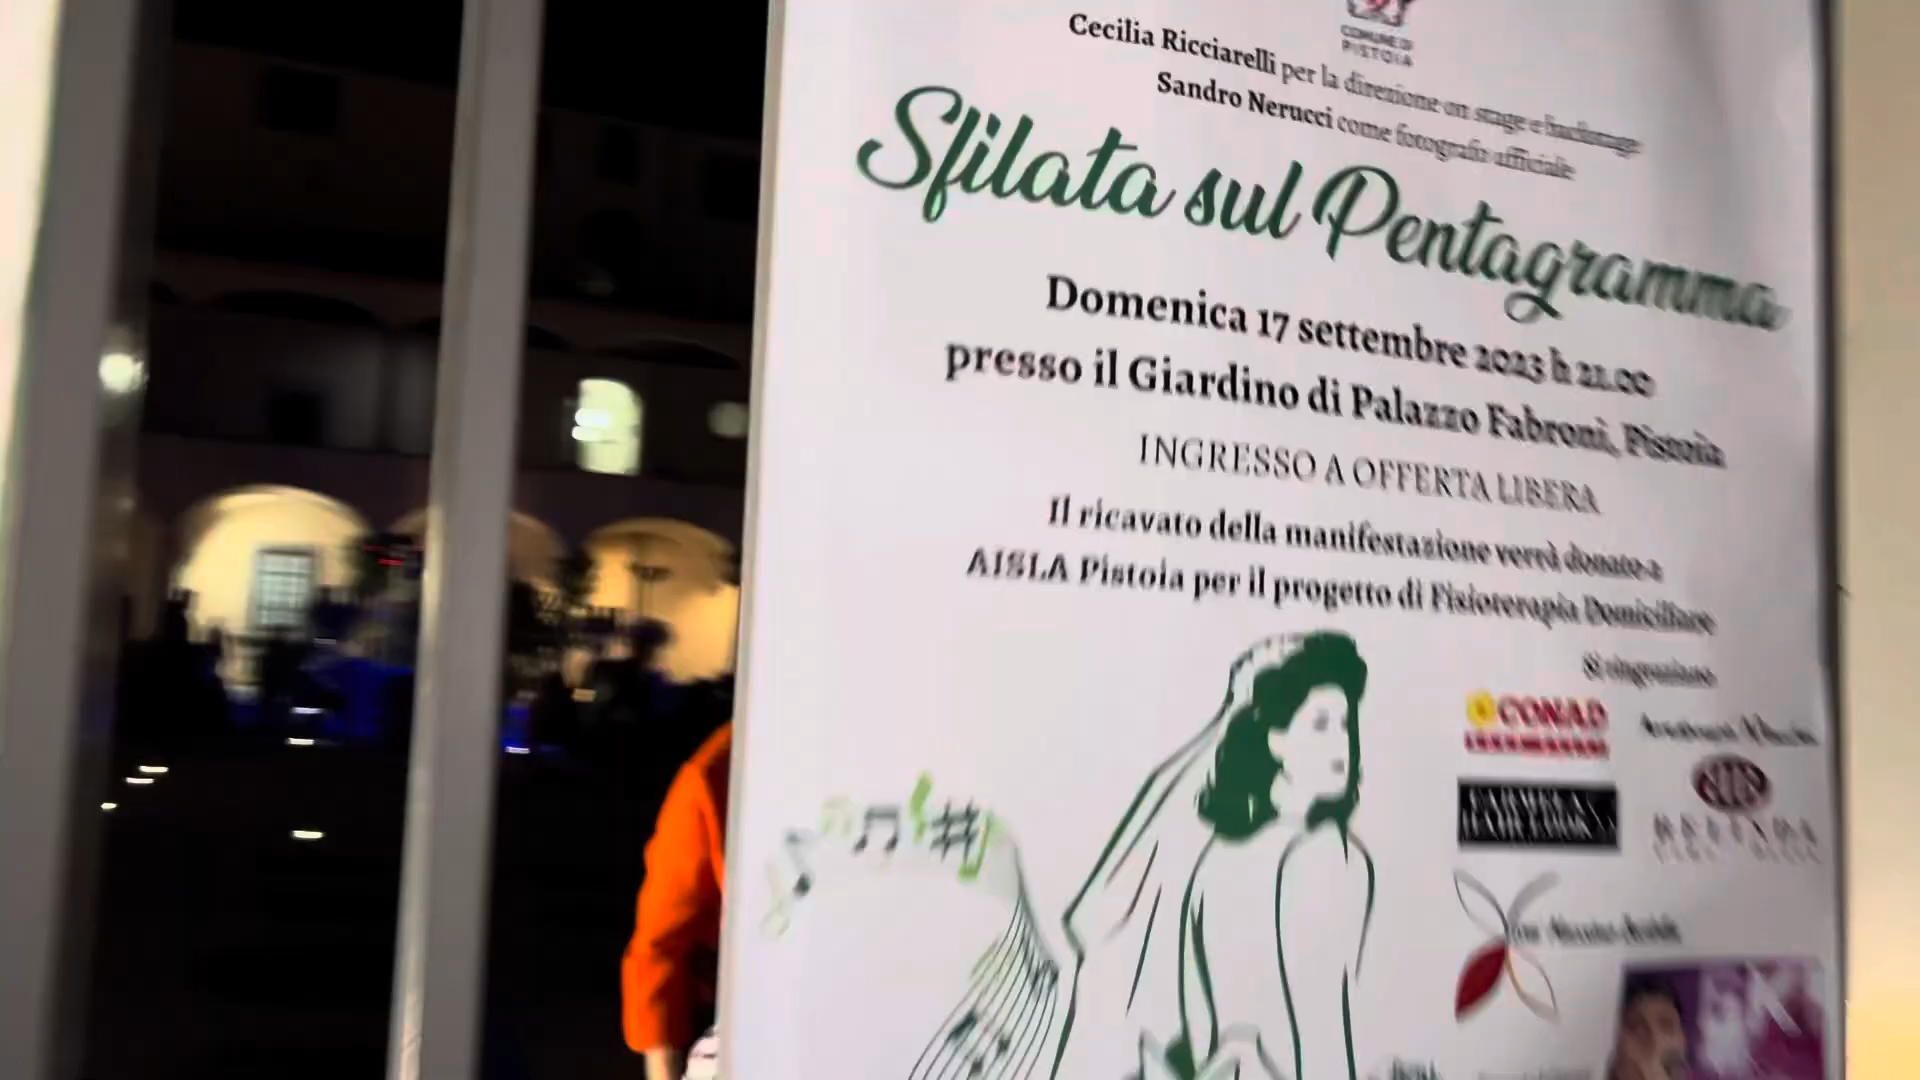 COMUNE DI
PISTOIA
Cecilia Ricciarelli per la direzione on stage e backstage
Sandro Nerucci come fotografo ufficiale
Sfilata sul Pentagramma
Domenica 17 settembre 2023 h 21.00
presso il Giardino di Palazzo Fabroni, Pistoia
INGRESSO A OFFERTA LIBERA
Il ricavato della manifestazione verrà donato a
AISLA Pistoia per il progetto di Fisioterapia Domiciliare
Si ringraziano
CONAD